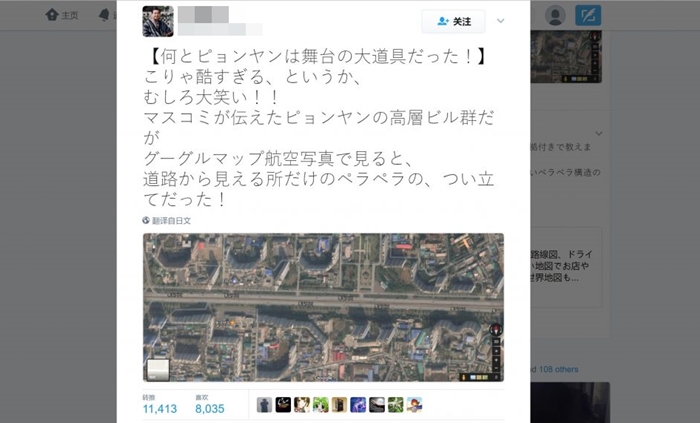 主页
关注
【何とピョンヤンは舞台の大道具だった！】
こりゃ酷すぎる、というか、
むしろ大笑い！！
マスコミが伝えたピョンヤンの高層ビル群だ
が
グーグルマップ航空写真で見ると、
道路から見える所だけのペラペラの、つい立
てだった！
翻译自日文
转推
喜欢
11,413
8,035
拠付きで教えま
いペラペラ構造の
路線図、ドライ
い地図でお店や
世界地図も...
nd 108 others